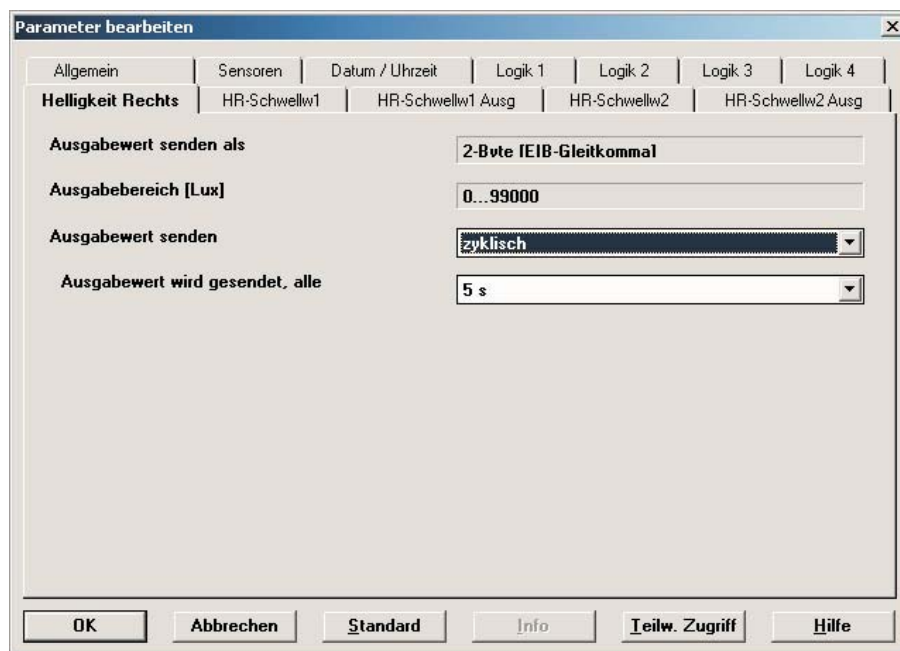 Parameter bearbeiten
Allgemein Sensoren Datum / Uhrzeit Logik 1 Logik 2 Logik 3 Logik 4
Helligkeit Rechts HR-Schwellw1 HR-Schwellw1 Ausg HR-Schwellw2 HR-Schwellw2 Ausg
Ausgabewert senden als 2-Byte [EIB-Gleitkomma]
Ausgabebereich [Lux] 0...99000
Ausgabewert senden zyklisch
Ausgabewert wird gesendet, alle 5 s
OK Abbrechen Standard Info Teilw. Zugriff Hilfe